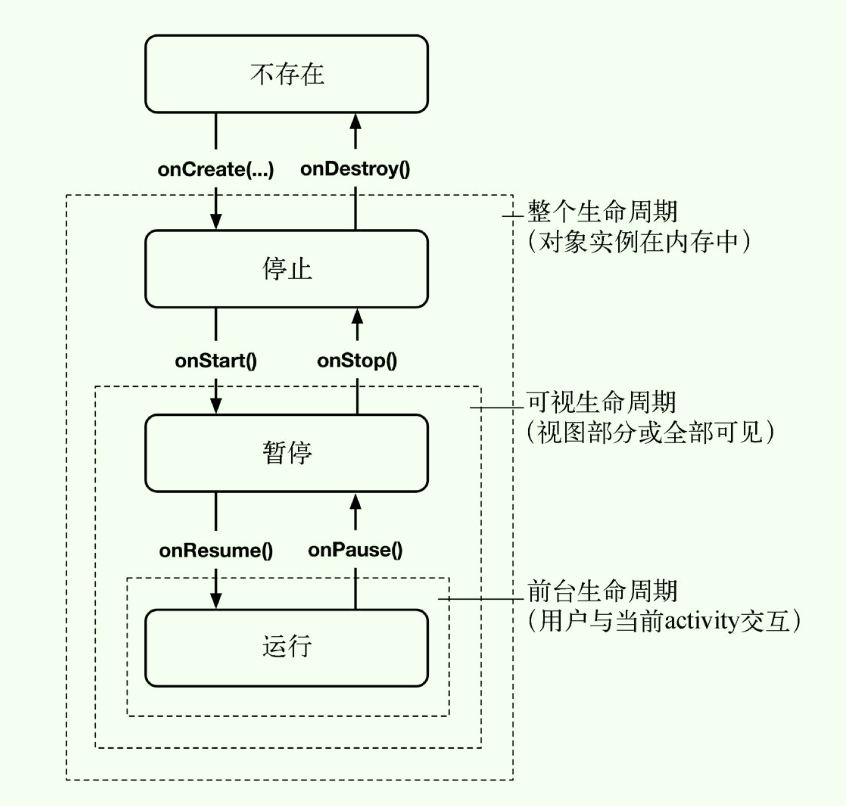 不存在
onCreate(...) onDestroy()
整个生命周期
（对象实例在内存中）
停止
onStart() onStop()
可视生命周期
（视图部分或全部可见）
暂停
onResume() onPause()
前台生命周期
（用户与当前activity交互）
运行